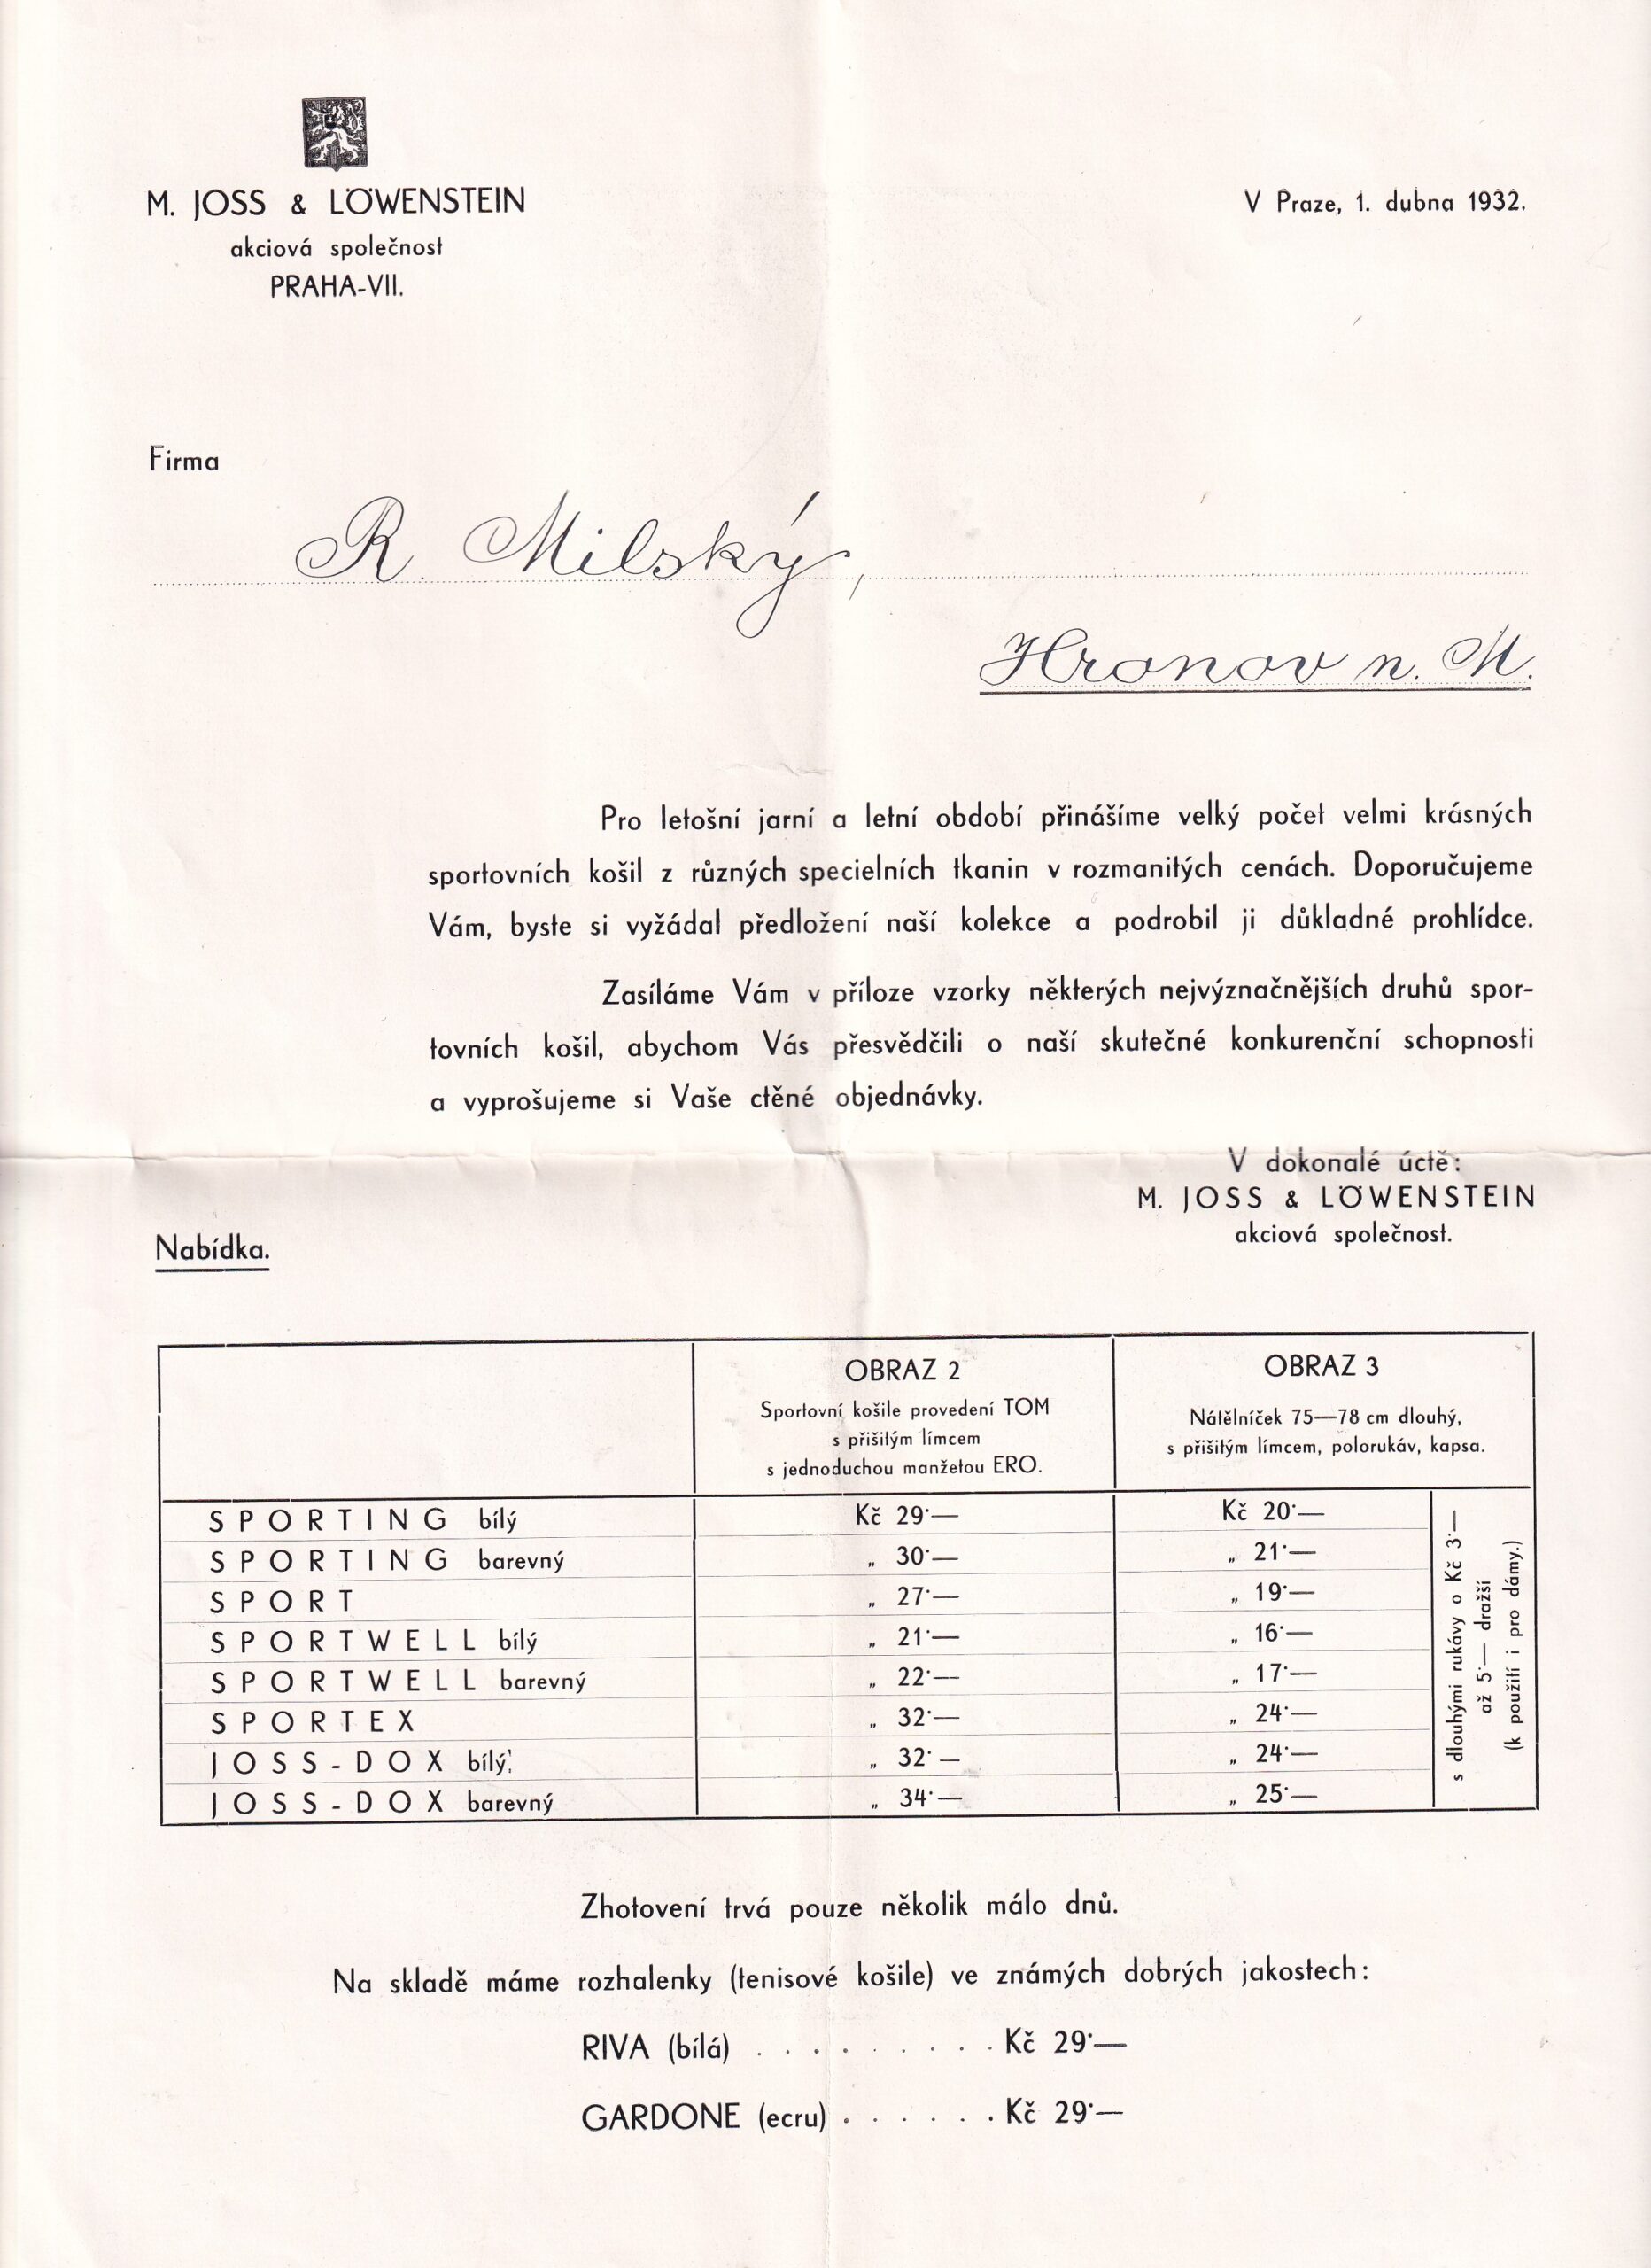 M. JOSS & LÖWENSTEIN
akciová společnost
PRAHA-VII.
V Praze, 1. dubna 1932.
Firma
R. Milský,
Hronov n. M.
Pro letošní jarní a letní období přinášíme velký počet velmi krásných
sportovních košil z různých specielních tkanin v rozmanitých cenách. Doporučujeme
Vám, byste si vyžádal předložení naší kolekce a podrobil ji důkladné prohlídce.
Zasíláme Vám v příloze vzorky některých nejvýznačnějších druhů spor-
tovních košil, abychom Vás přesvědčili o naší skutečné konkurenční schopnosti
a vyprošujeme si Vaše ctěné objednávky.
V dokonalé úctě:
M. JOSS & LÖWENSTEIN
akciová společnost.
Nabídka.
OBRAZ 2
Sportovní košile provedení TOM
s přišitým límcem
s jednoduchou manžetou ERO.
OBRAZ 3
Nátělníček 75—78 cm dlouhý,
s přišitým límcem, polorukáv, kapsa.
SPORTING bílý Kč 29·— Kč 20·—
SPORTING barevný „ 30·— „ 21·—
SPORT „ 27·— „ 19·—
SPORTWELL bílý „ 21·— „ 16·—
SPORTWELL barevný „ 22·— „ 17·—
SPORTEX „ 32·— „ 24·—
JOSS-DOX bílý „ 32·— „ 24·—
JOSS-DOX barevný „ 34·— „ 25·—
s dlouhými rukávy o Kč 3·—
až 5·— dražší
(k použití i pro dámy.)
Zhotovení trvá pouze několik málo dnů.
Na skladě máme rozhalenky (tenisové košile) ve známých dobrých jakostech:
RIVA (bílá) . . . . . . . . . Kč 29·—
GARDONE (ecru) . . . . . . Kč 29·—